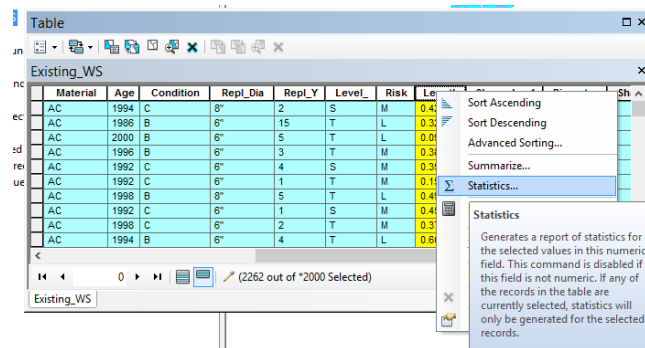 Table
Existing_WS
Material Age Condition Repl_Dia Repl_Y Level_ Risk
AC 1994 C 8" 2 S M
AC 1986 B 6" 15 T L
AC 2000 B 6" 5 T L
AC 1996 B 6" 3 T M
AC 1992 C 6" 4 S M
AC 1992 C 6" 1 T M
AC 1998 B 8" 5 T L
AC 1992 C 6" 1 S M
AC 1998 C 6" 2 T M
AC 1994 B 6" 4 T L
Sort Ascending
Sort Descending
Advanced Sorting...
Summarize...
Σ Statistics...
Statistics
Generates a report of statistics for
the selected values in this numeric
field. This command is disabled if
this field is not numeric. If any of
the records in the table are
currently selected, statistics will
only be generated for the selected
records.
0 (2262 out of *2000 Selected)
Existing_WS